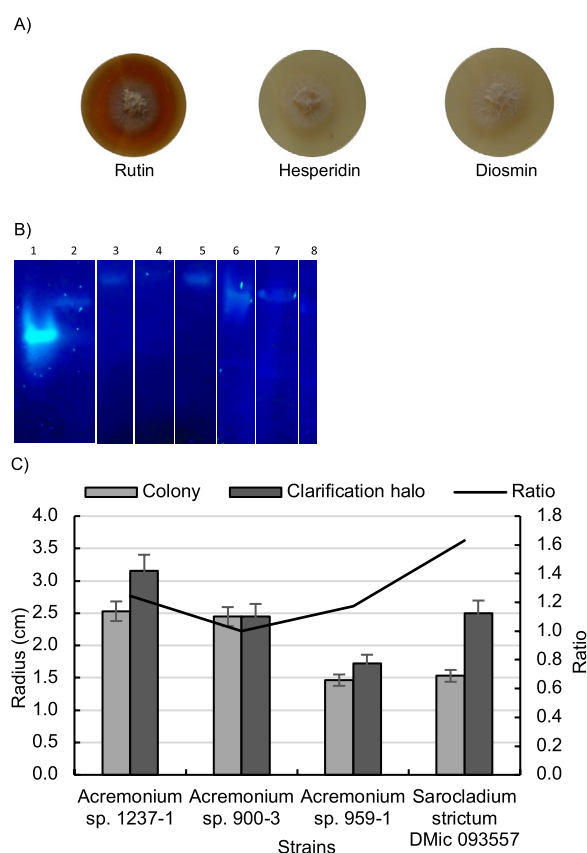 A)
Rutin
Hesperidin
Diosmin
B)
1 2 3 4 5 6 7 8
C)
Colony
Clarification halo
Ratio
4.0
3.5
3.0
2.5
2.0
1.5
1.0
0.5
0.0
Radius (cm)
1.8
1.6
1.4
1.2
1.0
0.8
0.6
0.4
0.2
0.0
Ratio
Acremonium
sp. 1237-1
Acremonium
sp. 900-3
Acremonium
sp. 959-1
Sarocladium
strictum
DMic 093557
Strains